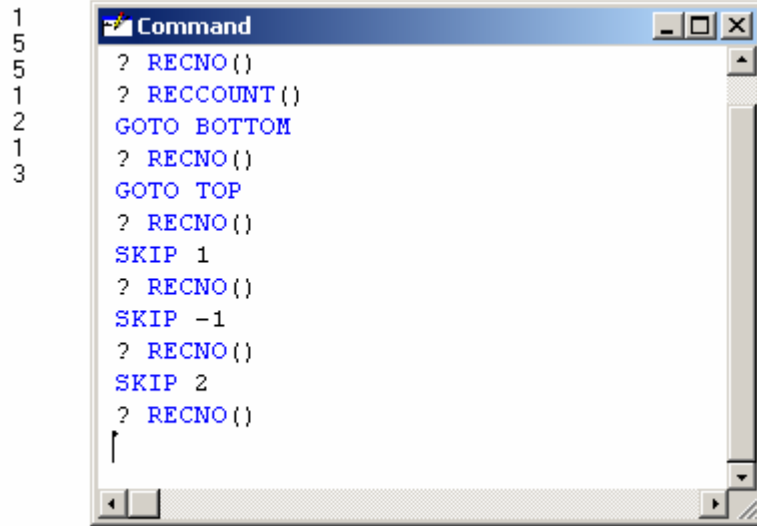 1
5
5
1
2
1
3
Command
? RECNO()
? RECCOUNT()
GOTO BOTTOM
? RECNO()
GOTO TOP
? RECNO()
SKIP 1
? RECNO()
SKIP -1
? RECNO()
SKIP 2
? RECNO()